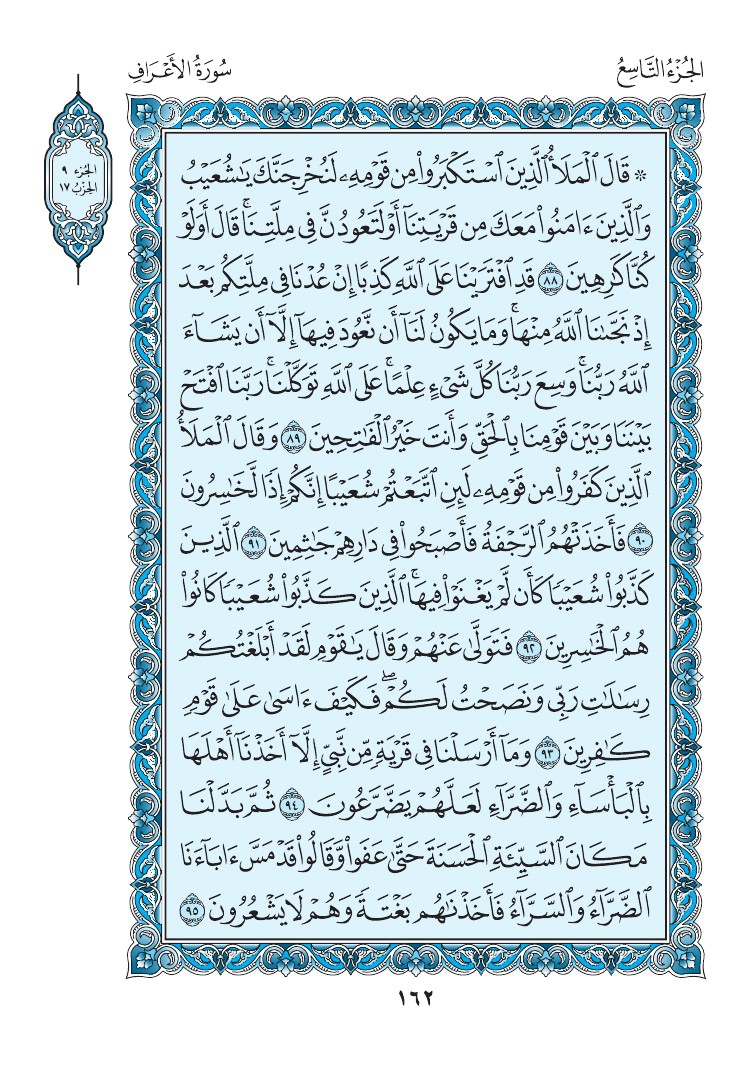 الجُزْءُ التَّاسِعُ
سُورَةُ الأَعْرَافِ
الجزء ٩
الحزب ١٧
۞ قَالَ ٱلْمَلَأُ ٱلَّذِينَ ٱسْتَكْبَرُوا۟ مِن قَوْمِهِۦ لَنُخْرِجَنَّكَ يَـٰشُعَيْبُ
وَٱلَّذِينَ ءَامَنُوا۟ مَعَكَ مِن قَرْيَتِنَآ أَوْ لَتَعُودُنَّ فِى مِلَّتِنَا ۚ قَالَ أَوَلَوْ
كُنَّا كَـٰرِهِينَ ٨٨ قَدِ ٱفْتَرَيْنَا عَلَى ٱللَّهِ كَذِبًا إِنْ عُدْنَا فِى مِلَّتِكُم بَعْدَ
إِذْ نَجَّىٰنَا ٱللَّهُ مِنْهَا ۚ وَمَا يَكُونُ لَنَآ أَن نَّعُودَ فِيهَآ إِلَّآ أَن يَشَآءَ
ٱللَّهُ رَبُّنَا ۚ وَسِعَ رَبُّنَا كُلَّ شَىْءٍ عِلْمًا ۚ عَلَى ٱللَّهِ تَوَكَّلْنَا ۚ رَبَّنَا ٱفْتَحْ
بَيْنَنَا وَبَيْنَ قَوْمِنَا بِٱلْحَقِّ وَأَنتَ خَيْرُ ٱلْفَـٰتِحِينَ ٨٩ وَقَالَ ٱلْمَلَأُ
ٱلَّذِينَ كَفَرُوا۟ مِن قَوْمِهِۦ لَئِنِ ٱتَّبَعْتُمْ شُعَيْبًا إِنَّكُمْ إِذًا لَّخَـٰسِرُونَ
٩٠ فَأَخَذَتْهُمُ ٱلرَّجْفَةُ فَأَصْبَحُوا۟ فِى دَارِهِمْ جَـٰثِمِينَ ٩١ ٱلَّذِينَ
كَذَّبُوا۟ شُعَيْبًا كَأَن لَّمْ يَغْنَوْا۟ فِيهَا ۚ ٱلَّذِينَ كَذَّبُوا۟ شُعَيْبًا كَانُوا۟
هُمُ ٱلْخَـٰسِرِينَ ٩٢ فَتَوَلَّىٰ عَنْهُمْ وَقَالَ يَـٰقَوْمِ لَقَدْ أَبْلَغْتُكُمْ
رِسَـٰلَـٰتِ رَبِّى وَنَصَحْتُ لَكُمْ ۖ فَكَيْفَ ءَاسَىٰ عَلَىٰ قَوْمٍ
كَـٰفِرِينَ ٩٣ وَمَآ أَرْسَلْنَا فِى قَرْيَةٍ مِّن نَّبِىٍّ إِلَّآ أَخَذْنَآ أَهْلَهَا
بِٱلْبَأْسَآءِ وَٱلضَّرَّآءِ لَعَلَّهُمْ يَضَّرَّعُونَ ٩٤ ثُمَّ بَدَّلْنَا
مَكَانَ ٱلسَّيِّئَةِ ٱلْحَسَنَةَ حَتَّىٰ عَفَوا۟ وَّقَالُوا۟ قَدْ مَسَّ ءَابَآءَنَا
ٱلضَّرَّآءُ وَٱلسَّرَّآءُ فَأَخَذْنَـٰهُم بَغْتَةً وَهُمْ لَا يَشْعُرُونَ ٩٥
١٦٢